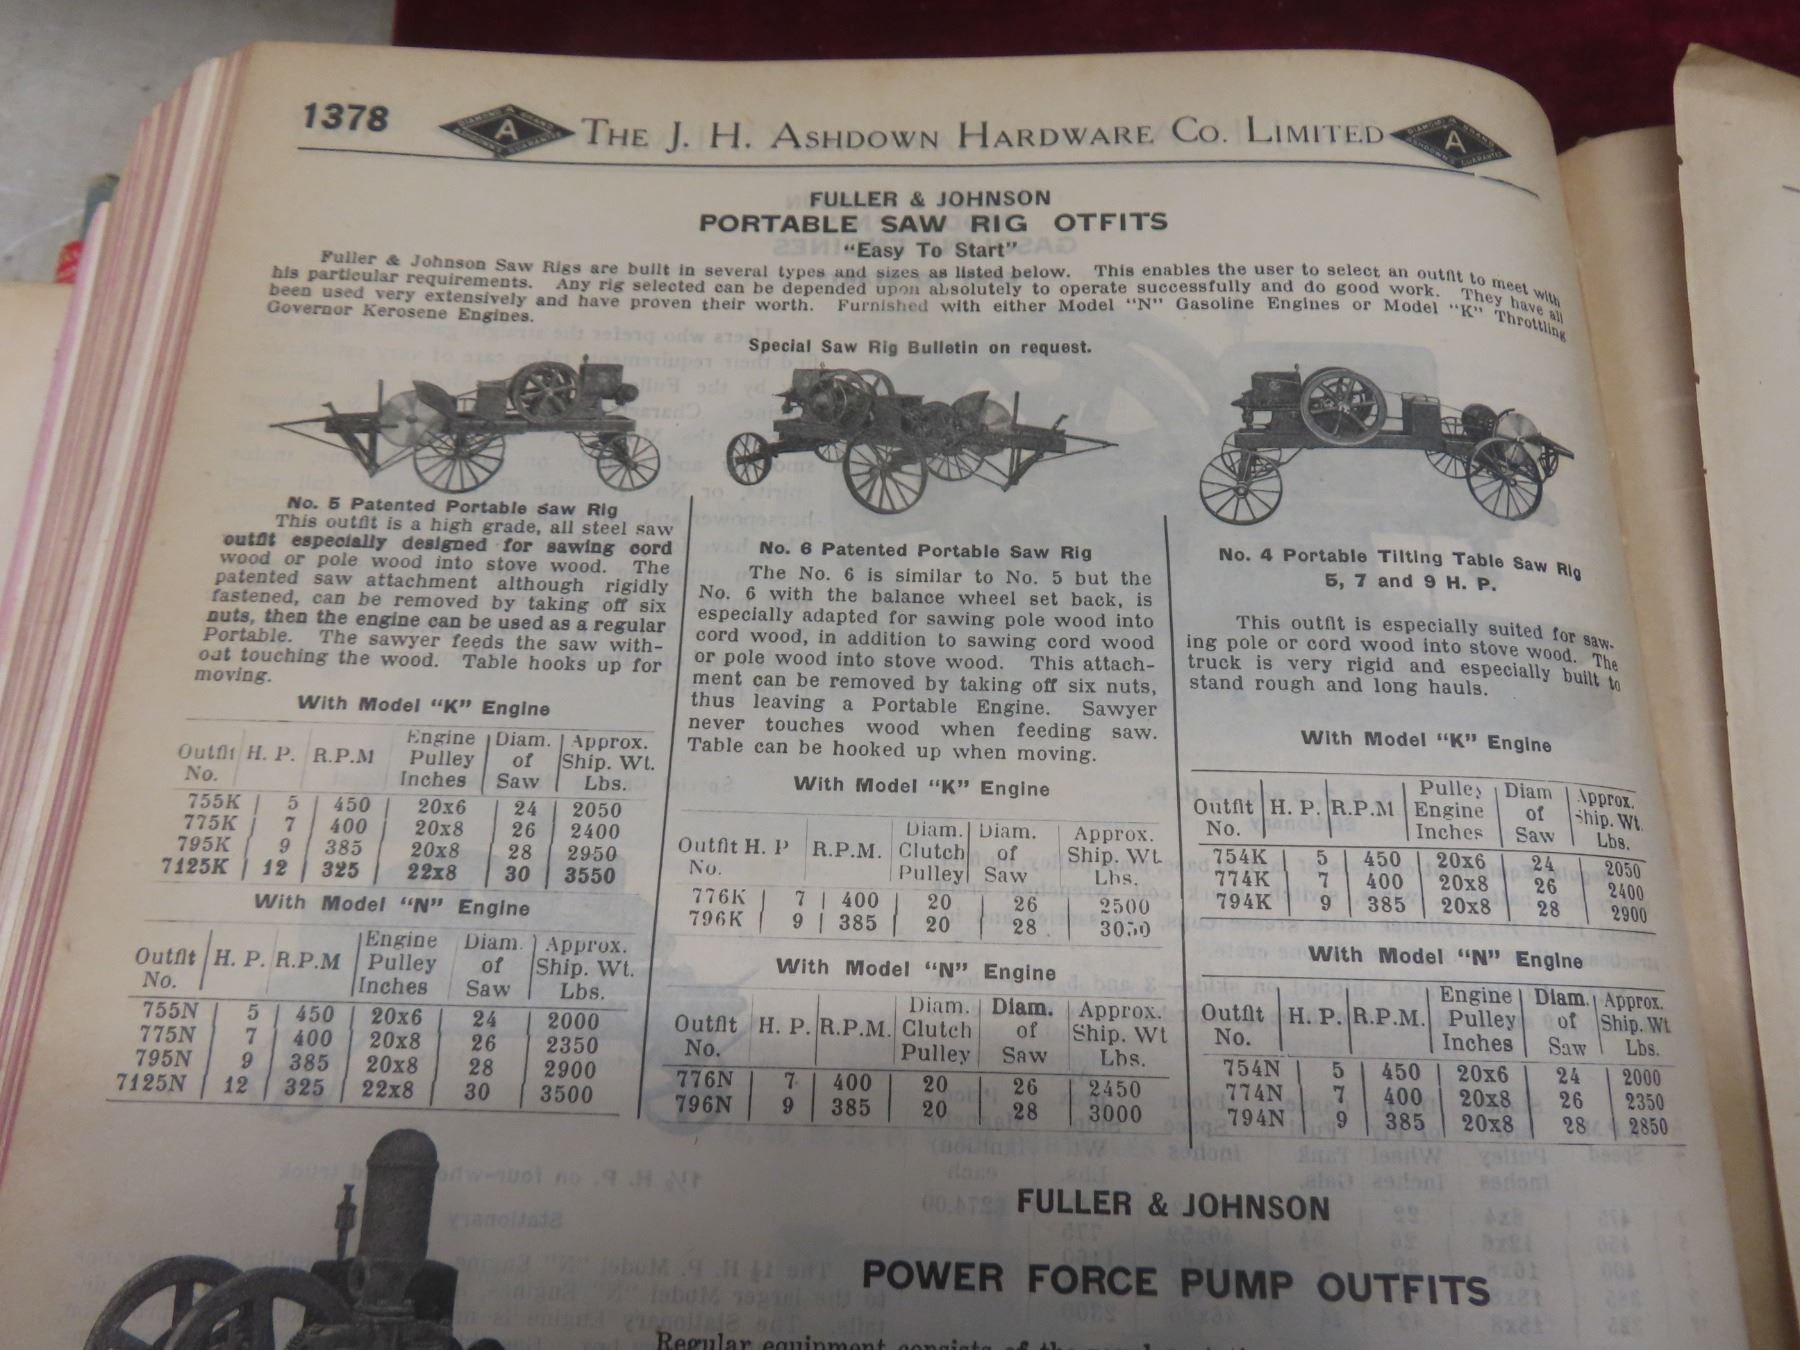 1378
THE J. H. ASHDOWN HARDWARE CO. LIMITED
FULLER & JOHNSON
PORTABLE SAW RIG OTFITS
"Easy To Start"
Fuller & Johnson Saw Rigs are built in several types and sizes as listed below. This enables the user to select an outfit to meet with
his particular requirements. Any rig selected can be depended upon absolutely to operate successfully and do good work. They have all
been used very extensively and have proven their worth. Furnished with either Model "N" Gasoline Engines or Model "K" Throttling
Governor Kerosene Engines.
Special Saw Rig Bulletin on request.
No. 5 Patented Portable Saw Rig
This outfit is a high grade, all steel saw
outfit especially designed for sawing cord
wood or pole wood into stove wood. The
patented saw attachment although rigidly
fastened, can be removed by taking off six
nuts, then the engine can be used as a regular
Portable. The sawyer feeds the saw with-
out touching the wood. Table hooks up for
moving.
With Model "K" Engine
Outfit No. H. P. R.P.M Engine Pulley Inches Diam. of Saw Approx. Ship. Wt. Lbs.
755K 5 450 20x6 24 2050
775K 7 400 20x8 26 2400
795K 9 385 20x8 28 2950
7125K 12 325 22x8 30 3550
With Model "N" Engine
Outfit No. H. P. R.P.M Engine Pulley Inches Diam. of Saw Approx. Ship. Wt. Lbs.
755N 5 450 20x6 24 2000
775N 7 400 20x8 26 2350
795N 9 385 20x8 28 2900
7125N 12 325 22x8 30 3500
No. 6 Patented Portable Saw Rig
The No. 6 is similar to No. 5 but the
No. 6 with the balance wheel set back, is
especially adapted for sawing pole wood into
cord wood, in addition to sawing cord wood
or pole wood into stove wood. This attach-
ment can be removed by taking off six nuts,
thus leaving a Portable Engine. Sawyer
never touches wood when feeding saw.
Table can be hooked up when moving.
With Model "K" Engine
Outfit No. H. P R.P.M. Diam. Clutch Pulley Diam. of Saw Approx. Ship. Wt. Lbs.
776K 7 400 20 26 2500
796K 9 385 20 28 3050
With Model "N" Engine
Outfit No. H. P. R.P.M. Diam. Clutch Pulley Diam. of Saw Approx. Ship. Wt Lbs.
776N 7 400 20 26 2450
796N 9 385 20 28 3000
No. 4 Portable Tilting Table Saw Rig
5, 7 and 9 H. P.
This outfit is especially suited for saw-
ing pole or cord wood into stove wood. The
truck is very rigid and especially built to
stand rough and long hauls.
With Model "K" Engine
Outfit No. H. P. R.P.M Pulley Engine Inches Diam of Saw Approx. Ship. Wt. Lbs.
754K 5 450 20x6 24 2050
774K 7 400 20x8 26 2400
794K 9 385 20x8 28 2900
With Model "N" Engine
Outfit No. H. P. R.P.M. Engine Pulley Inches Diam. of Saw Approx. Ship. Wt Lbs.
754N 5 450 20x6 24 2000
774N 7 400 20x8 26 2350
794N 9 385 20x8 28 2850
FULLER & JOHNSON
POWER FORCE PUMP OUTFITS
Regular equipment consists of the